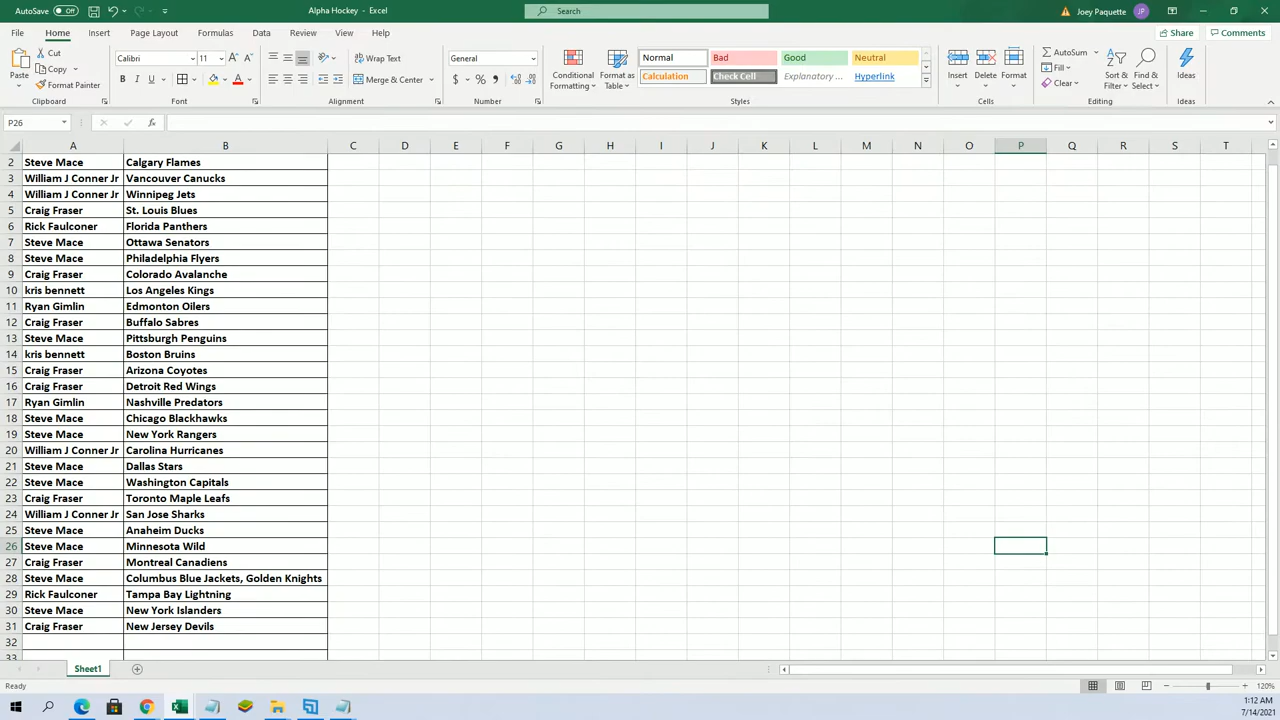 AutoSave Off Alpha Hockey - Excel Search Joey Paquette JP
File Home Insert Page Layout Formulas Data Review View Help Share Comments
Paste Cut Copy Format Painter Clipboard
Calibri 11 A A B I U A Font
Wrap Text Merge & Center Alignment
General $ % Number
Conditional Formatting Format as Table Normal Bad Good Neutral
Calculation Check Cell Explanatory ... Hyperlink Styles
Insert Delete Format Cells
AutoSum Fill Clear Sort & Filter Find & Select Editing
Ideas Ideas
P26 fx
A B C D E F G H I J K L M N O P Q R S T
2 Steve Mace Calgary Flames
3 William J Conner Jr Vancouver Canucks
4 William J Conner Jr Winnipeg Jets
5 Craig Fraser St. Louis Blues
6 Rick Faulconer Florida Panthers
7 Steve Mace Ottawa Senators
8 Steve Mace Philadelphia Flyers
9 Craig Fraser Colorado Avalanche
10 kris bennett Los Angeles Kings
11 Ryan Gimlin Edmonton Oilers
12 Craig Fraser Buffalo Sabres
13 Steve Mace Pittsburgh Penguins
14 kris bennett Boston Bruins
15 Craig Fraser Arizona Coyotes
16 Craig Fraser Detroit Red Wings
17 Ryan Gimlin Nashville Predators
18 Steve Mace Chicago Blackhawks
19 Steve Mace New York Rangers
20 William J Conner Jr Carolina Hurricanes
21 Steve Mace Dallas Stars
22 Steve Mace Washington Capitals
23 Craig Fraser Toronto Maple Leafs
24 William J Conner Jr San Jose Sharks
25 Steve Mace Anaheim Ducks
26 Steve Mace Minnesota Wild
27 Craig Fraser Montreal Canadiens
28 Steve Mace Columbus Blue Jackets, Golden Knights
29 Rick Faulconer Tampa Bay Lightning
30 Steve Mace New York Islanders
31 Craig Fraser New Jersey Devils
32
33
Sheet1
Ready 120%
1:12 AM
7/14/2021